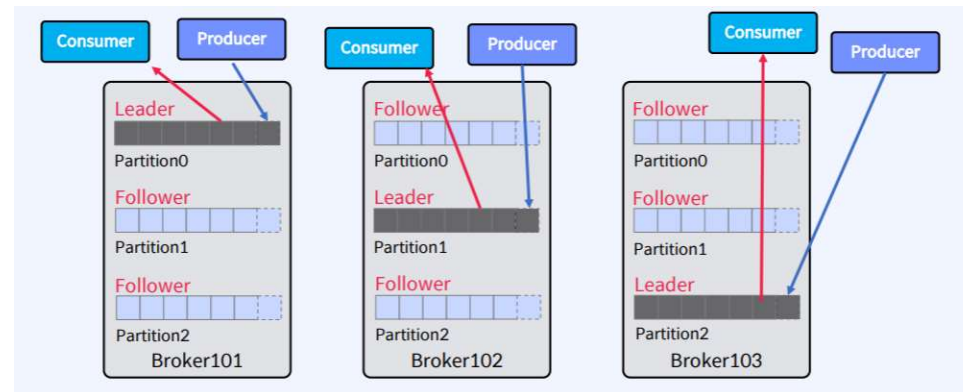 Consumer
Producer
Leader
Partition0
Follower
Partition1
Follower
Partition2
Broker101
Consumer
Producer
Follower
Partition0
Leader
Partition1
Follower
Partition2
Broker102
Consumer
Producer
Follower
Partition0
Follower
Partition1
Leader
Partition2
Broker103